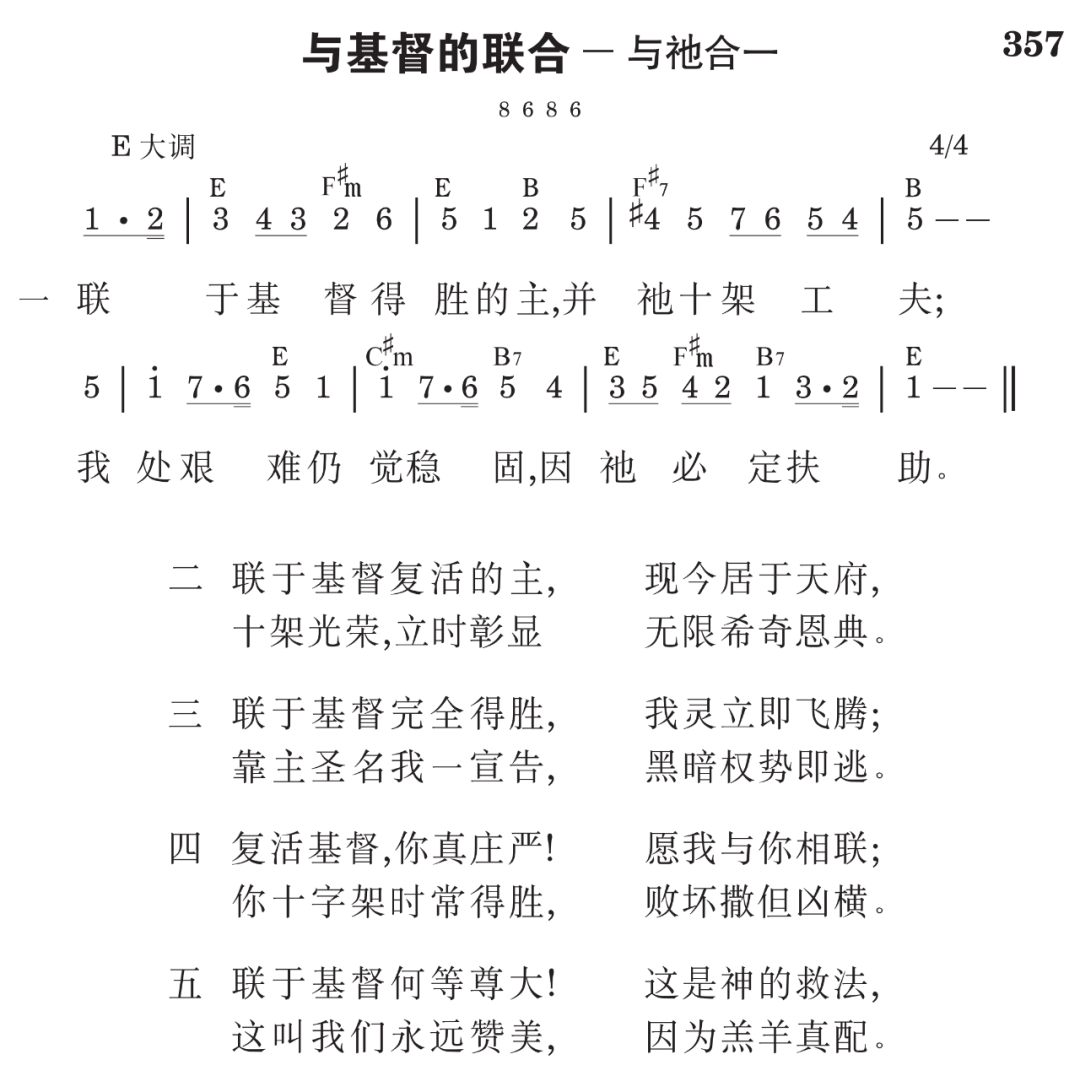 与基督的联合 — 与祂合一 357
8 6 8 6
E 大调 4/4
E F♯m E B F♯7 B
1 · 2 | 3 4 3 2 6 | 5 1 2 5 | ♯4 5 7 6 5 4 | 5 — —
一 联 于基 督得 胜的主,并 祂十架 工 夫;
E C♯m B7 E F♯m B7 E
5 | i 7·6 5 1 | i 7·6 5 4 | 3 5 4 2 1 3·2 | 1 — — ‖
我 处艰 难仍 觉稳 固,因 祂 必 定扶 助。
二 联于基督复活的主, 现今居于天府,
十架光荣,立时彰显 无限希奇恩典。
三 联于基督完全得胜, 我灵立即飞腾;
靠主圣名我一宣告, 黑暗权势即逃。
四 复活基督,你真庄严! 愿我与你相联;
你十字架时常得胜, 败坏撒但凶横。
五 联于基督何等尊大! 这是神的救法,
这叫我们永远赞美, 因为羔羊真配。